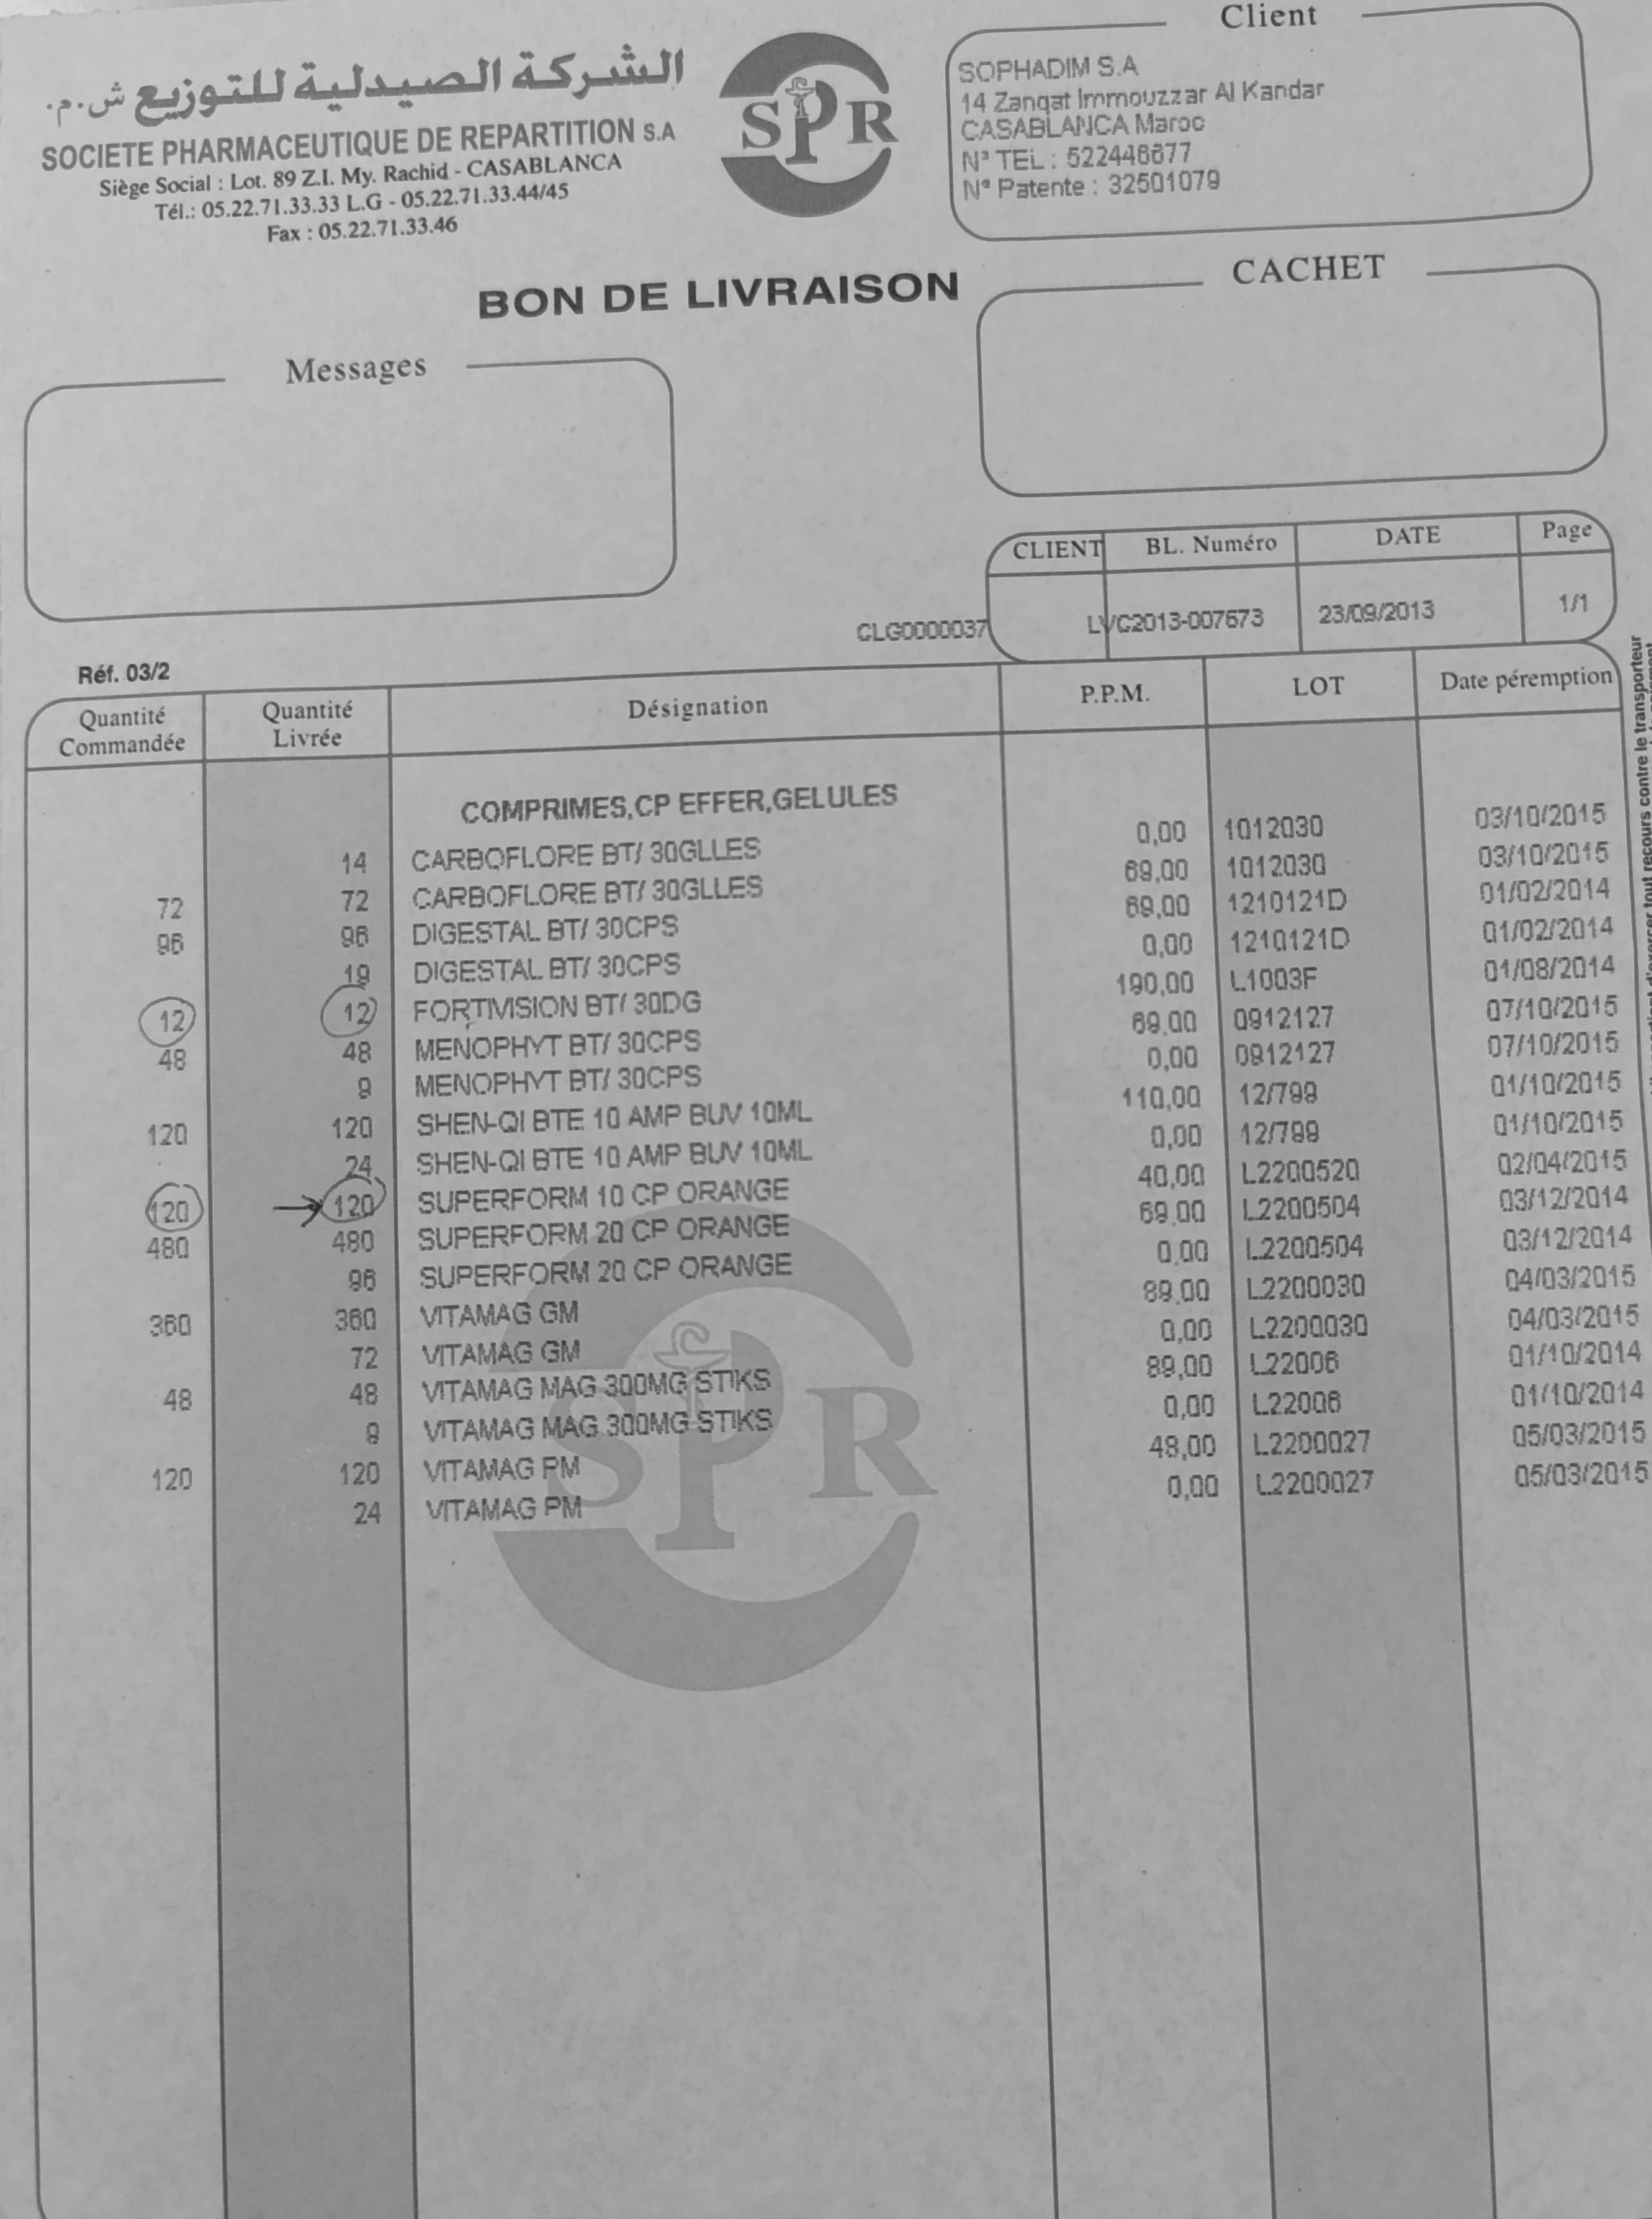 الشركة الصيدلية للتوزيع ش.م.
SOCIETE PHARMACEUTIQUE DE REPARTITION S.A
Siège Social : Lot. 89 Z.I. My. Rachid - CASABLANCA
Tél.: 05.22.71.33.33 L.G - 05.22.71.33.44/45
Fax : 05.22.71.33.46
SPR
Client
SOPHADIM S.A
14 Zanqat Immouzzar Al Kandar
CASABLANCA Maroc
N° TEL : 522446677
N° Patente : 32501079
BON DE LIVRAISON
CACHET
Messages
CLIENT BL. Numéro DATE Page
CLG0000037 LVC2013-007673 23/09/2013 1/1
Réf. 03/2
Quantité Commandée Quantité Livrée Désignation P.P.M. LOT Date péremption
COMPRIMES,CP EFFER,GELULES
14 CARBOFLORE BT/ 30GLLES 0,00 1012030 03/10/2015
72 72 CARBOFLORE BT/ 30GLLES 69,00 1012030 03/10/2015
96 96 DIGESTAL BT/ 30CPS 69,00 1210121D 01/02/2014
19 DIGESTAL BT/ 30CPS 0,00 1210121D 01/02/2014
12 12 FORTIVISION BT/ 30DG 190,00 L1003F 01/08/2014
48 48 MENOPHYT BT/ 30CPS 69,00 0912127 07/10/2015
9 MENOPHYT BT/ 30CPS 0,00 0912127 07/10/2015
120 120 SHEN-QI BTE 10 AMP BUV 10ML 110,00 12/799 01/10/2015
24 SHEN-QI BTE 10 AMP BUV 10ML 0,00 12/799 01/10/2015
120 → 120 SUPERFORM 10 CP ORANGE 40,00 L2200520 02/04/2015
480 480 SUPERFORM 20 CP ORANGE 69,00 L2200504 03/12/2014
96 SUPERFORM 20 CP ORANGE 0,00 L2200504 03/12/2014
360 360 VITAMAG GM 89,00 L2200030 04/03/2015
72 VITAMAG GM 0,00 L2200030 04/03/2015
48 48 VITAMAG MAG 300MG STIKS 89,00 L22006 01/10/2014
9 VITAMAG MAG 300MG STIKS 0,00 L22006 01/10/2014
120 120 VITAMAG PM 48,00 L2200027 05/03/2015
24 VITAMAG PM 0,00 L2200027 05/03/2015
SPR
tout recours contre le transporteur